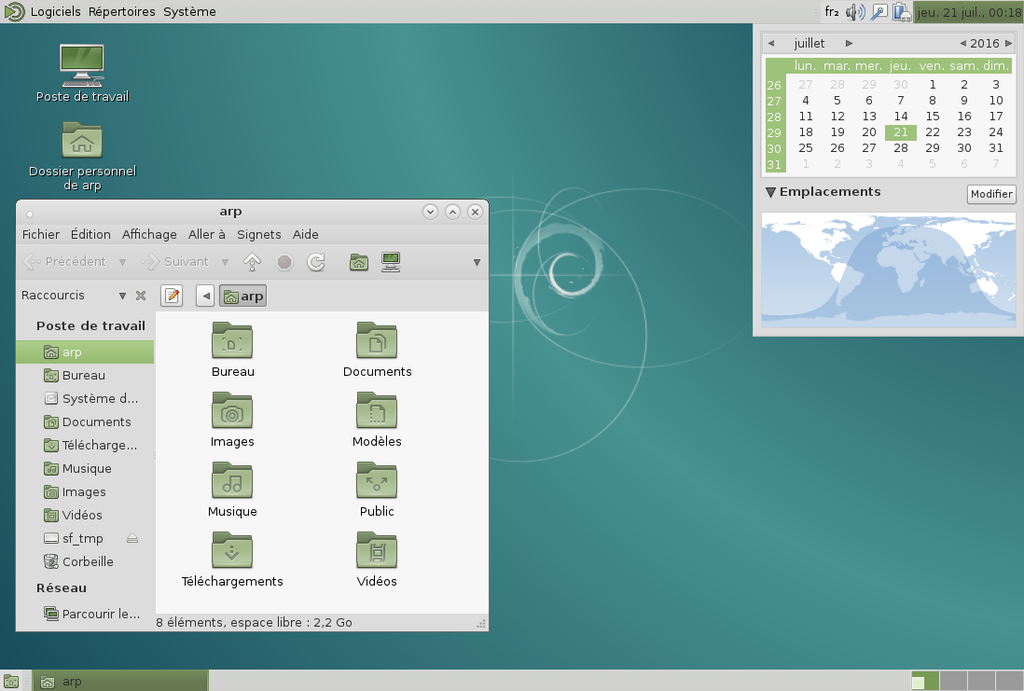 Logiciels Répertoires Système
fr₂
jeu. 21 juil., 00:18
Poste de travail
Dossier personnel
de arp
juillet 2016
lun. mar. mer. jeu. ven. sam. dim.
26 27 28 29 30 1 2 3
27 4 5 6 7 8 9 10
28 11 12 13 14 15 16 17
29 18 19 20 21 22 23 24
30 25 26 27 28 29 30 31
31 1 2 3 4 5 6 7
Emplacements
Modifier
arp
Fichier Édition Affichage Aller à Signets Aide
Précédent Suivant
Raccourcis
arp
Poste de travail
arp
Bureau
Système d...
Documents
Télécharge...
Musique
Images
Vidéos
sf_tmp
Corbeille
Réseau
Parcourir le...
Bureau
Documents
Images
Modèles
Musique
Public
Téléchargements
Vidéos
8 éléments, espace libre : 2,2 Go
arp